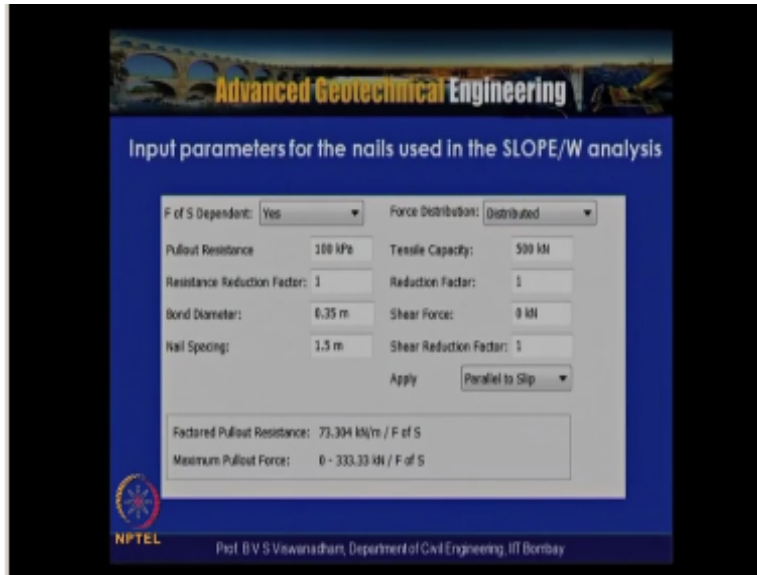 Advanced Geotechnical Engineering
Input parameters for the nails used in the SLOPE/W analysis
F of S Dependent: Yes Force Distribution: Distributed
Pullout Resistance 100 kPa Tensile Capacity: 500 kN
Resistance Reduction Factor: 1 Reduction Factor: 1
Bond Diameter: 0.35 m Shear Force: 0 kN
Nail Spacing: 1.5 m Shear Reduction Factor: 1
Apply Parallel to Slip
Factored Pullout Resistance: 73.304 kN/m / F of S
Maximum Pullout Force: 0 - 333.33 kN / F of S
NPTEL
Prof. B V S Viswanadham, Department of Civil Engineering, IIT Bombay